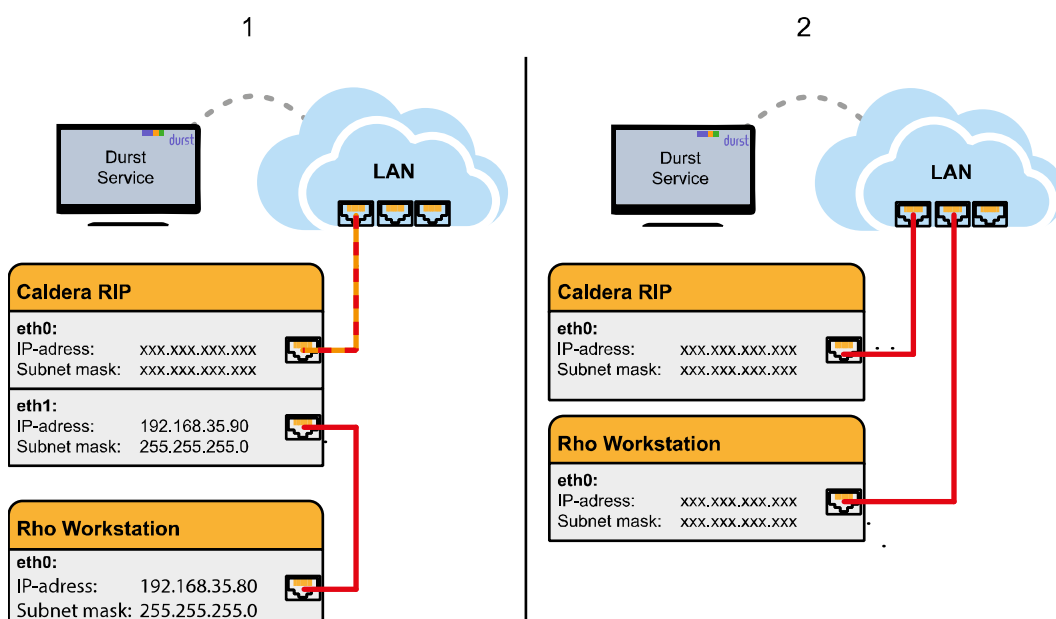 1
durst
Durst
Service
LAN
Caldera RIP
eth0:
IP-adress: xxx.xxx.xxx.xxx
Subnet mask: xxx.xxx.xxx.xxx
eth1:
IP-adress: 192.168.35.90
Subnet mask: 255.255.255.0
Rho Workstation
eth0:
IP-adress: 192.168.35.80
Subnet mask: 255.255.255.0
2
durst
Durst
Service
LAN
Caldera RIP
eth0:
IP-adress: xxx.xxx.xxx.xxx
Subnet mask: xxx.xxx.xxx.xxx
Rho Workstation
eth0:
IP-adress: xxx.xxx.xxx.xxx
Subnet mask: xxx.xxx.xxx.xxx